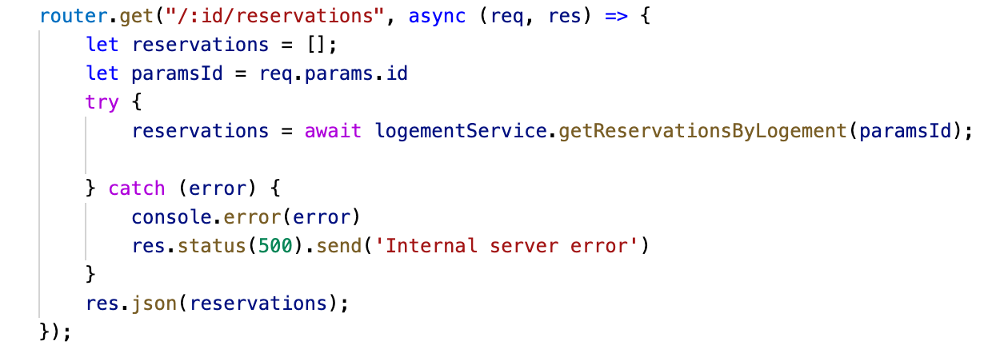 router.get("/:id/reservations", async (req, res) => {
let reservations = [];
let paramsId = req.params.id
try {
reservations = await logementService.getReservationsByLogement(paramsId);
} catch (error) {
console.error(error)
res.status(500).send('Internal server error')
}
res.json(reservations);
});